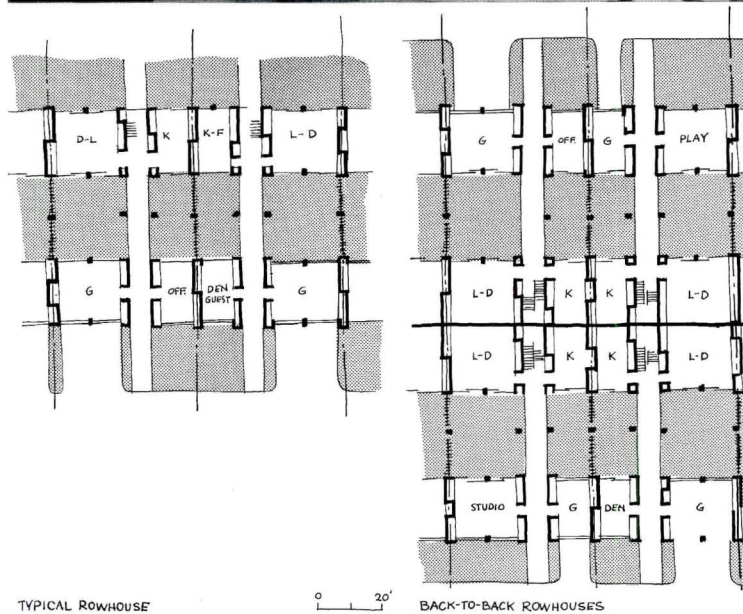 D-L K K-F L-D
G OFF. DEN GUEST G
G OFF. G PLAY
L-D K K L-D
L-D K K L-D
STUDIO G DEN G
TYPICAL ROWHOUSE
0 20'
BACK-TO-BACK ROWHOUSES